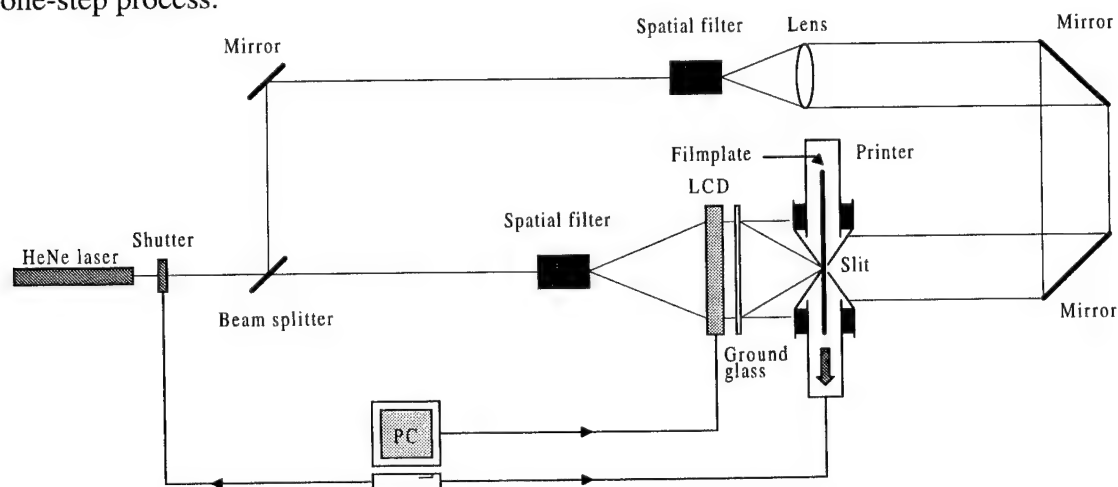 one-step process.
Spatial filter
Lens
Mirror
Mirror
Filmplate
Printer
LCD
Spatial filter
Shutter
HeNe laser
Slit
Beam splitter
Mirror
Ground
glass
PC